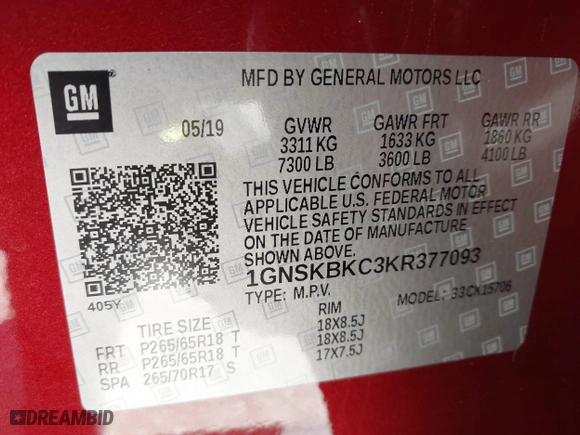 GM
MFD BY GENERAL MOTORS LLC
05/19 GVWR GAWR FRT GAWR RR
3311 KG 1633 KG 1860 KG
7300 LB 3600 LB 4100 LB
THIS VEHICLE CONFORMS TO ALL
APPLICABLE U.S. FEDERAL MOTOR
VEHICLE SAFETY STANDARDS IN EFFECT
ON THE DATE OF MANUFACTURE
SHOWN ABOVE.
1GNSKBKC3KR377093
TYPE: M.P.V. MODEL: S3CK15706
405Y
TIRE SIZE RIM
FRT P265/65R18 T 18X8.5J
RR P265/65R18 T 18X8.5J
SPA 265/70R17 S 17X7.5J
DREAMBID